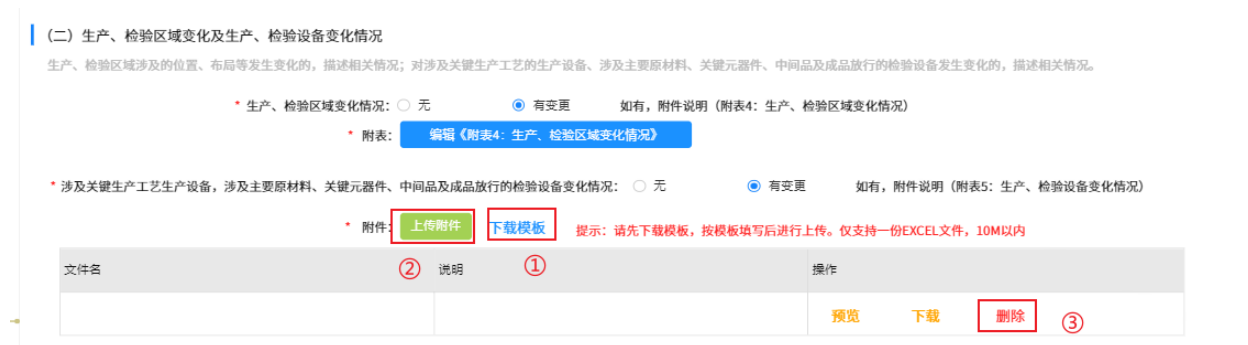 （二）生产、检验区域变化及生产、检验设备变化情况
生产、检验区域涉及的位置、布局等发生变化的，描述相关情况；对涉及关键生产工艺的生产设备、涉及主要原材料、关键元器件、中间品及成品放行的检验设备发生变化的，描述相关情况。
* 生产、检验区域变化情况： 无 有变更 如有，附件说明（附表4：生产、检验区域变化情况）
* 附表： 编辑《附表4：生产、检验区域变化情况》
* 涉及关键生产工艺生产设备，涉及主要原材料、关键元器件、中间品及成品放行的检验设备变化情况： 无 有变更 如有，附件说明（附表5：生产、检验设备变化情况）
* 附件： 上传附件 下载模板 提示：请先下载模板，按模板填写后进行上传。仅支持一份EXCEL文件，10M以内
文件名 ② 说明 ① 操作
预览 下载 删除 ③